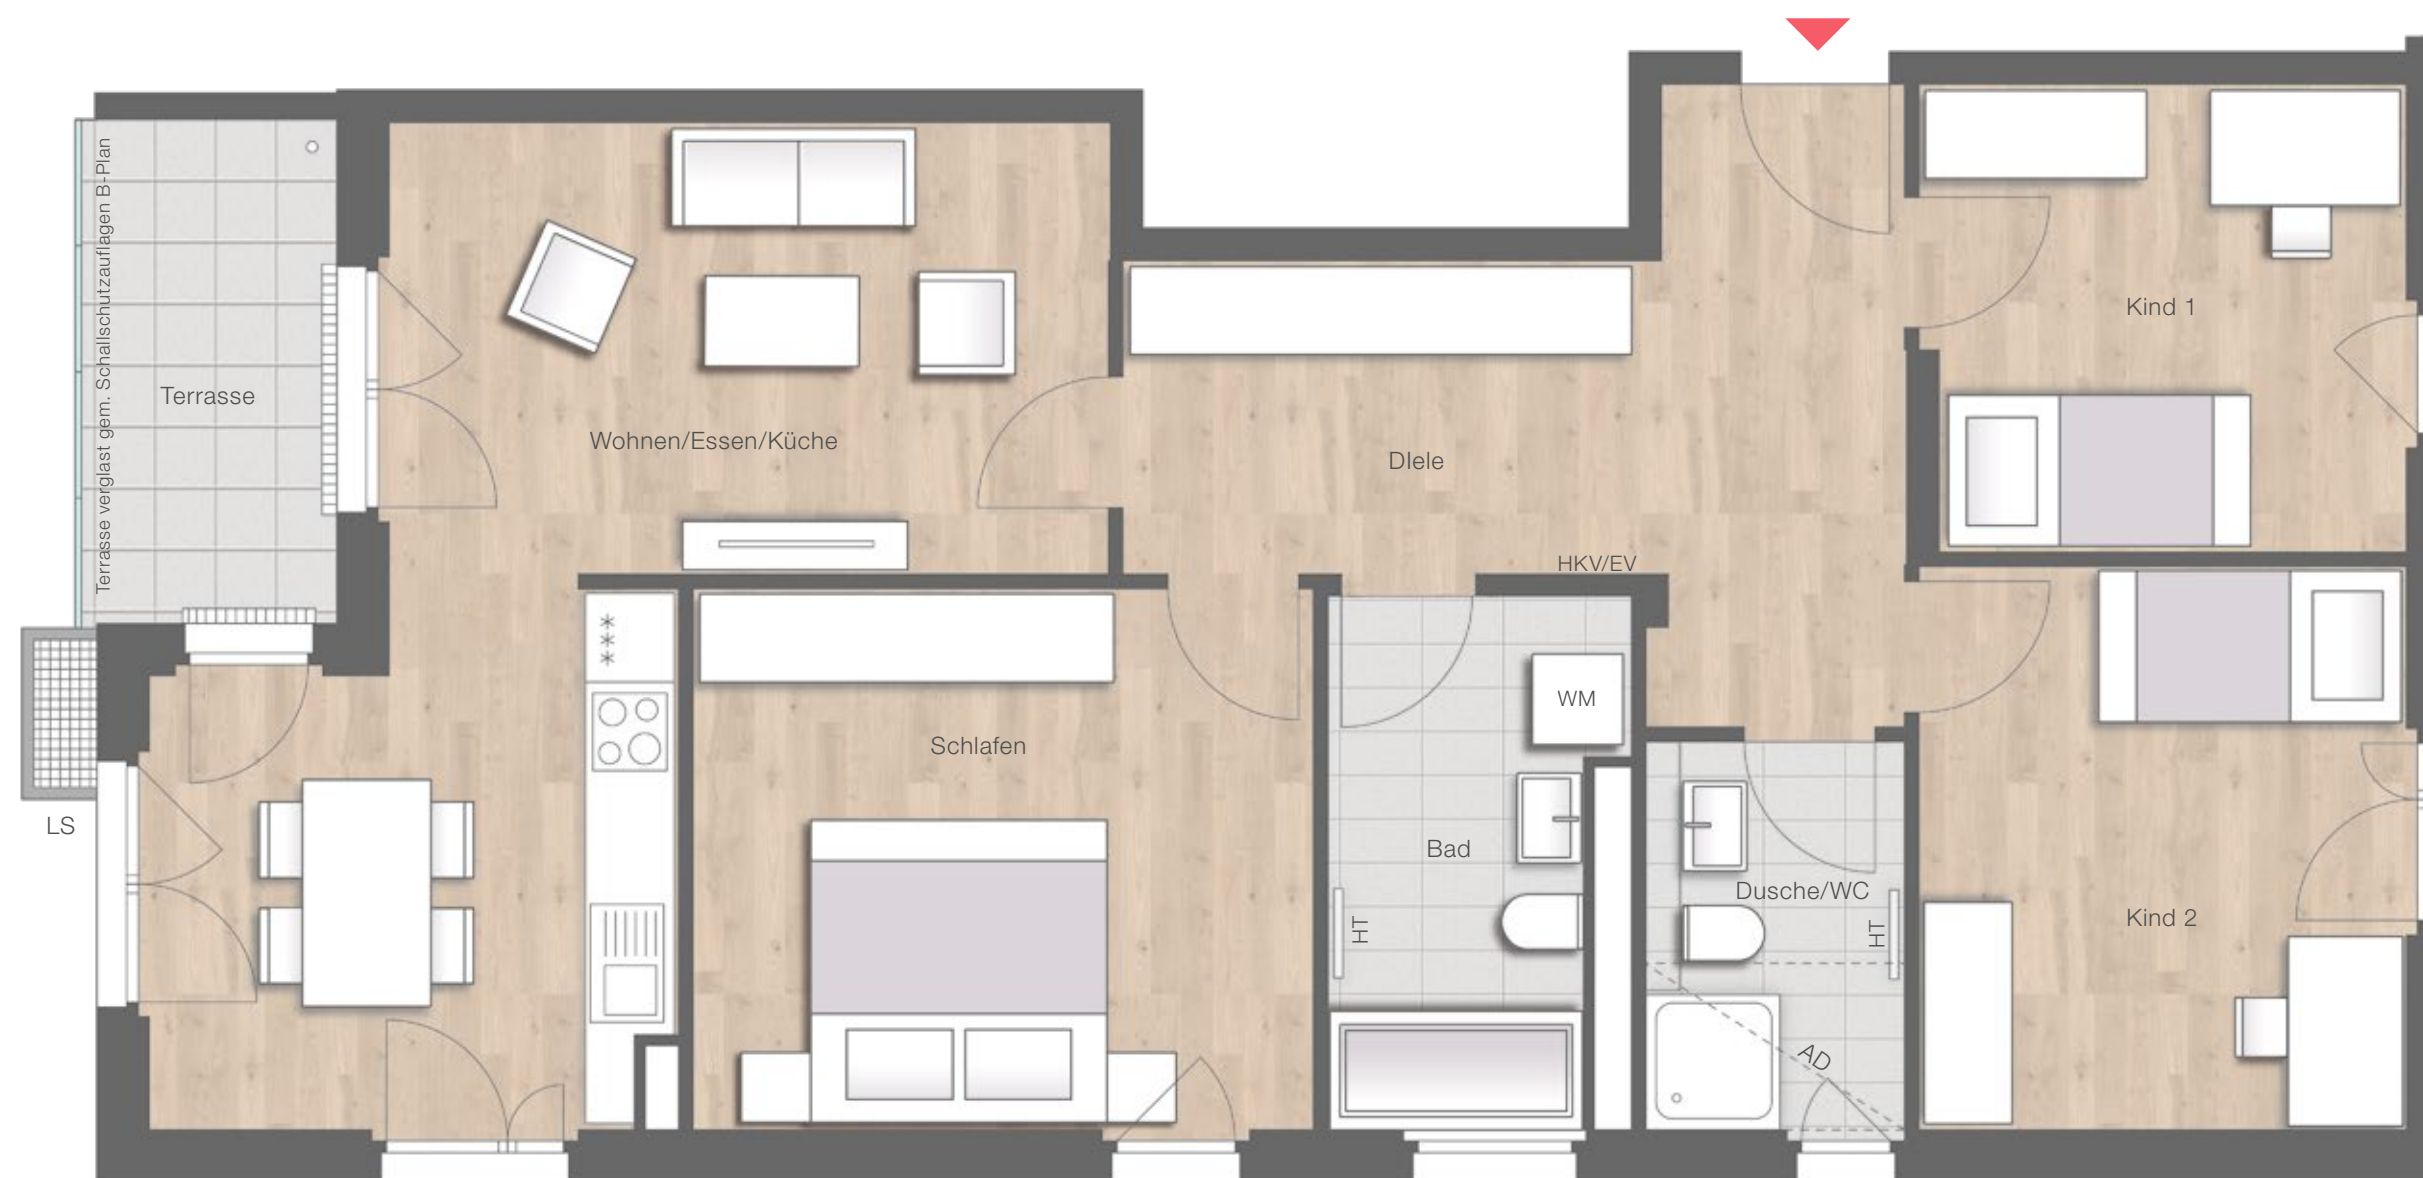 Terrasse verglast gem. Schallschutzauflagen B-Plan
Terrasse
Wohnen/Essen/Küche
DIele
Kind 1
HKV/EV
WM
Schlafen
LS
Bad
Dusche/WC
HT
HT
Kind 2
AD